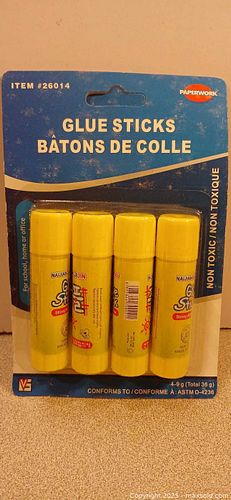 ITEM #26014
PAPERWORK
GLUE STICKS
BÂTONS DE COLLE
For school, home or office
NON TOXIC / NON TOXIQUE
4-9 g (Total 36 g)
CONFORMS TO / CONFORME À : ASTM D-4236
Copyright 2025 - maxsold.com